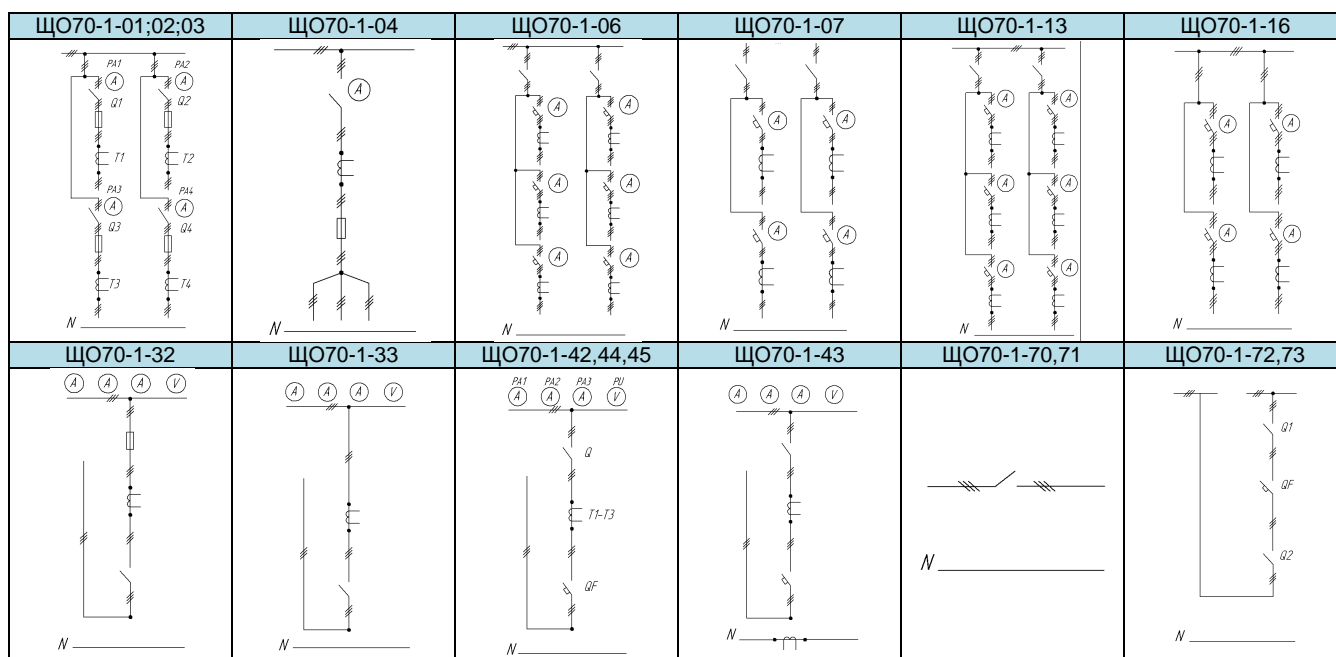 ЩО70-1-01;02;03
ЩО70-1-04
ЩО70-1-06
ЩО70-1-07
ЩО70-1-13
ЩО70-1-16
PA1 PA2
A A
Q1 Q2
T1 T2
PA3 PA4
A A
Q3 Q4
T3 T4
N
A
N
A A
A A
A A
N
A A
A A
N
A A
A A
A A
N
A A
A A
N
ЩО70-1-32
ЩО70-1-33
ЩО70-1-42,44,45
ЩО70-1-43
ЩО70-1-70,71
ЩО70-1-72,73
A A A V
N
A A A V
N
PA1 PA2 PA3 PU
A A A V
Q
T1-T3
QF
N
A A A V
N
N
Q1
QF
Q2
N